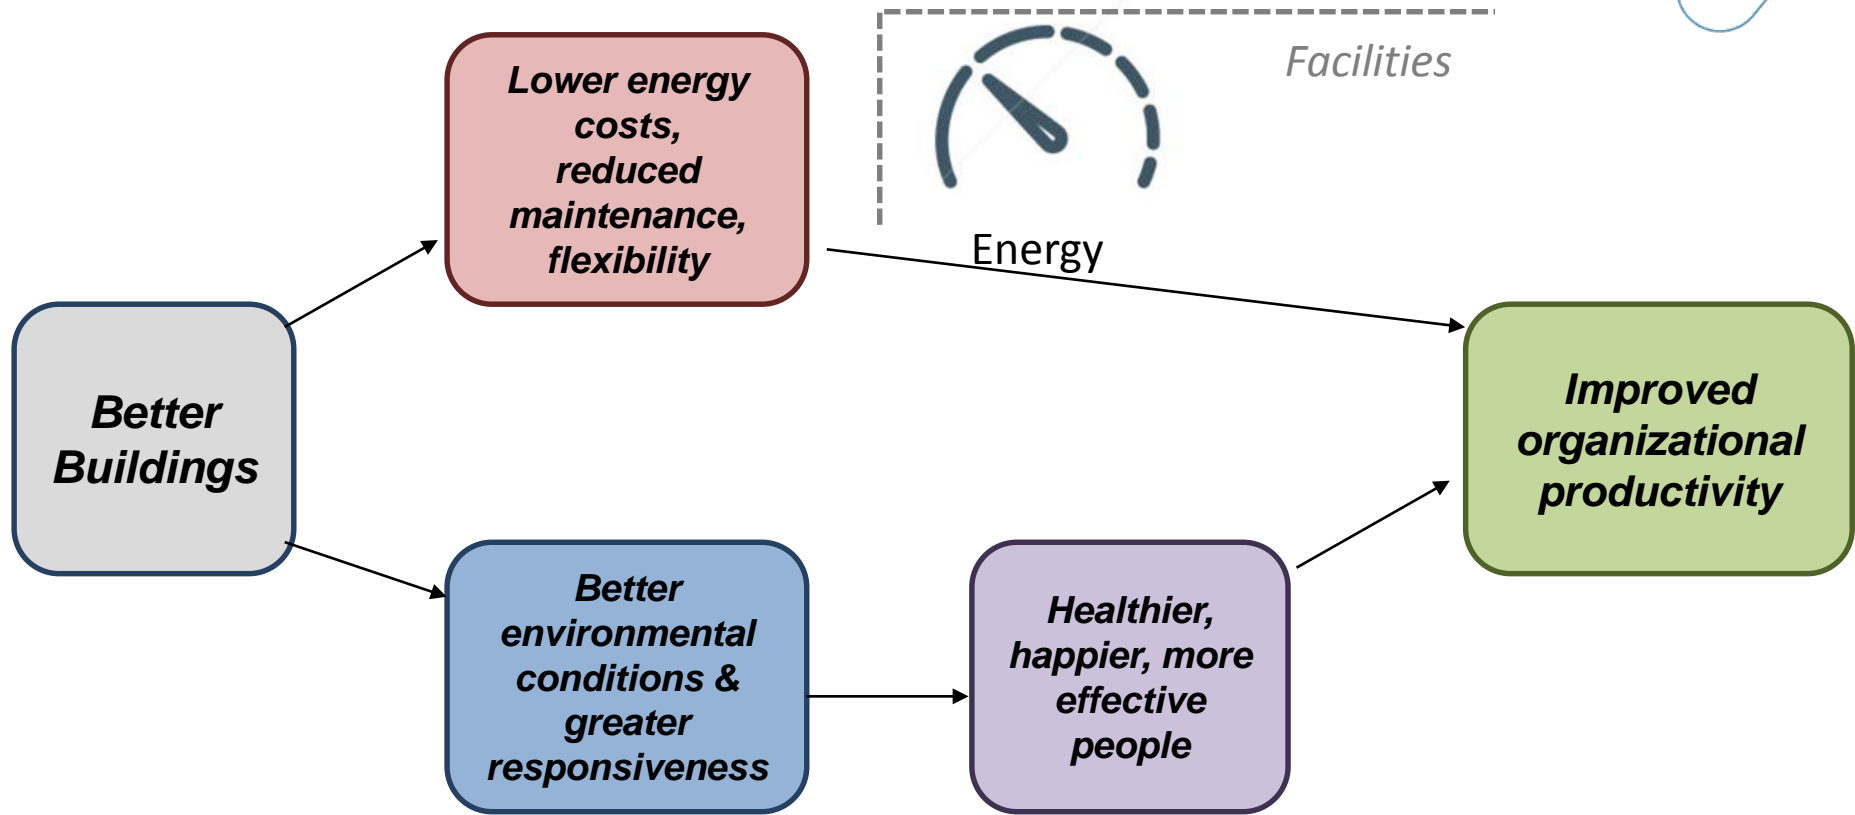 Facilities
Lower energy
costs,
reduced
maintenance,
flexibility
Energy
Better
Buildings
Improved
organizational
productivity
Better
environmental
conditions &
greater
responsiveness
Healthier,
happier, more
effective
people